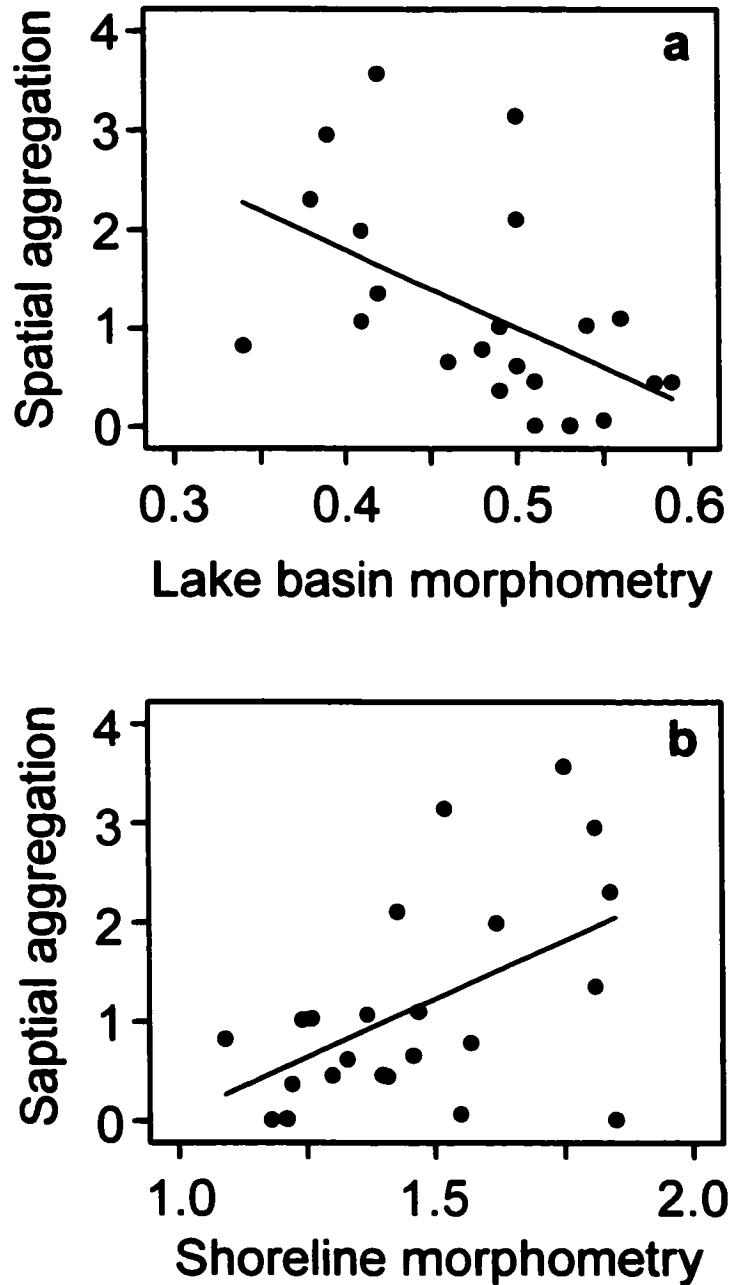 a
Spatial aggregation
4
3
2
1
0
0.3 0.4 0.5 0.6
Lake basin morphometry
b
Saptial aggregation
4
3
2
1
0
1.0 1.5 2.0
Shoreline morphometry